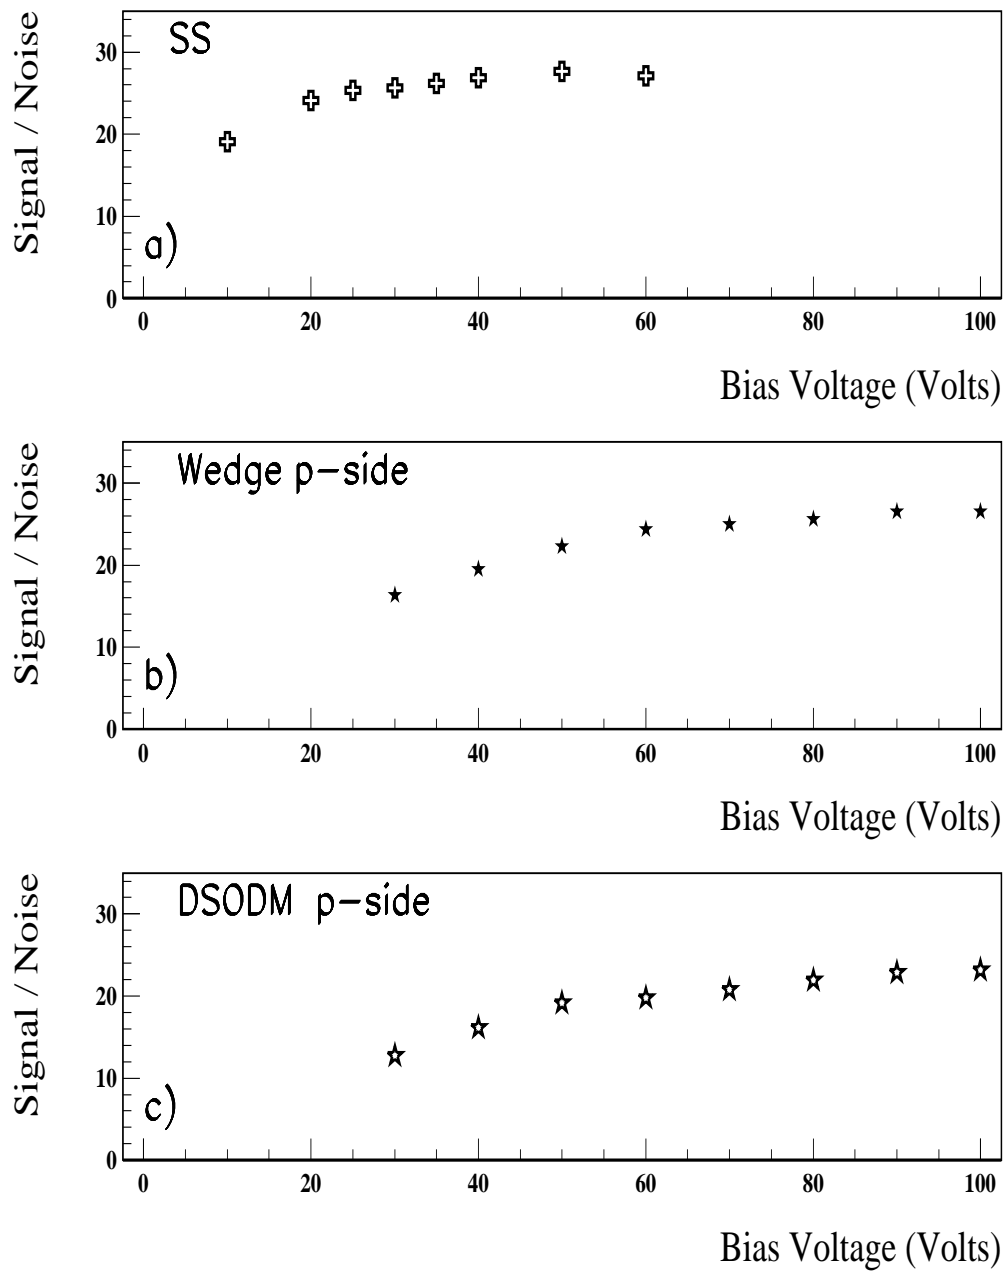 Signal / Noise
SS
30
20
10
0
a)
0 20 40 60 80 100
Bias Voltage (Volts)
Signal / Noise
Wedge p-side
30
20
10
0
b)
0 20 40 60 80 100
Bias Voltage (Volts)
Signal / Noise
DSODM p-side
30
20
10
0
c)
0 20 40 60 80 100
Bias Voltage (Volts)